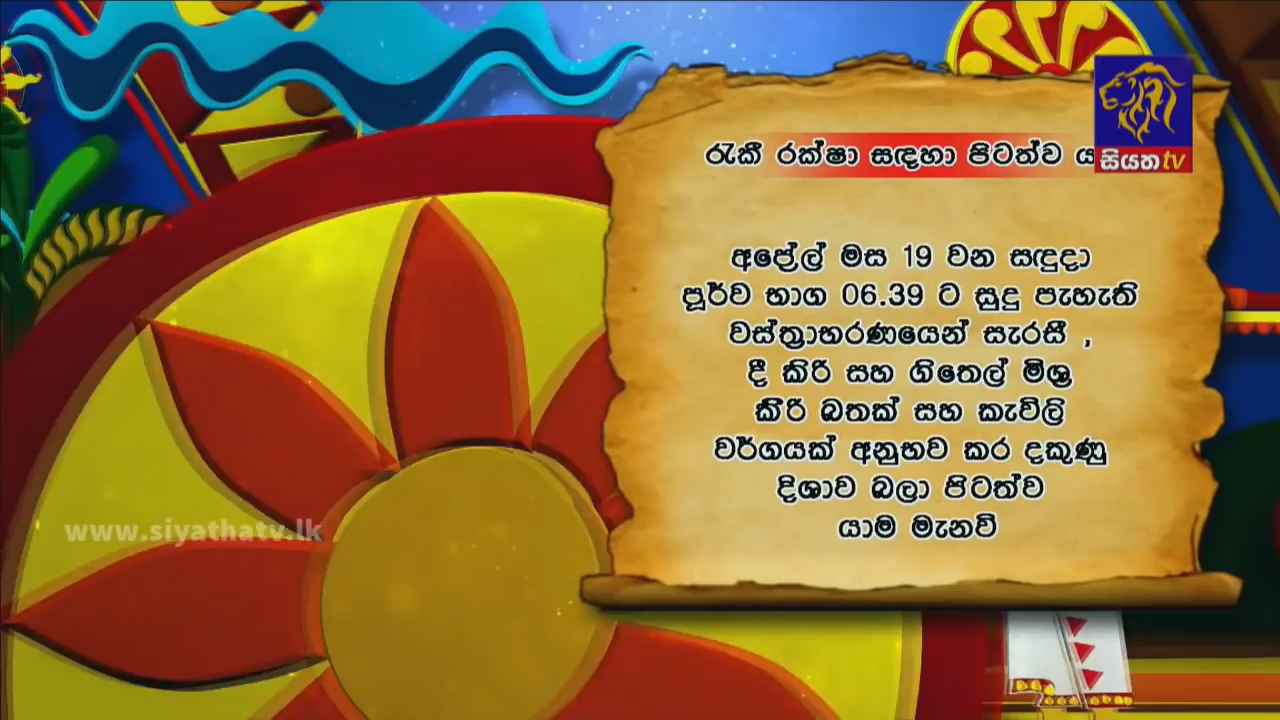 රැකී රක්ෂා සඳහා පිටත්ව
සියත tv
අප්‍රේල් මස 19 වන සඳුදා
පූර්ව භාග 06.39 ට සුදු පැහැති
වස්ත්‍රාභරණයෙන් සැරසී ,
දී කිරි සහ ගිතෙල් මිශ්‍ර
කිරි බතක් සහ කැවිලි
වර්ගයක් අනුභව කර දකුණු
දිශාව බලා පිටත්ව
යාම මැනවි
www.siyathatv.lk